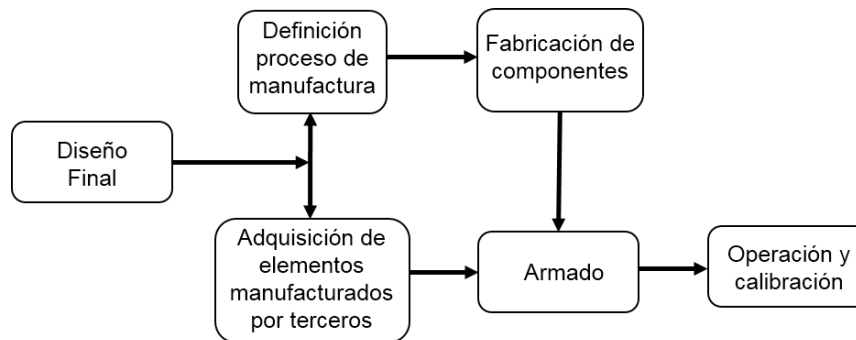 Definición
proceso de
manufactura
Fabricación de
componentes
Diseño
Final
Adquisición de
elementos
manufacturados
por terceros
Armado
Operación y
calibración